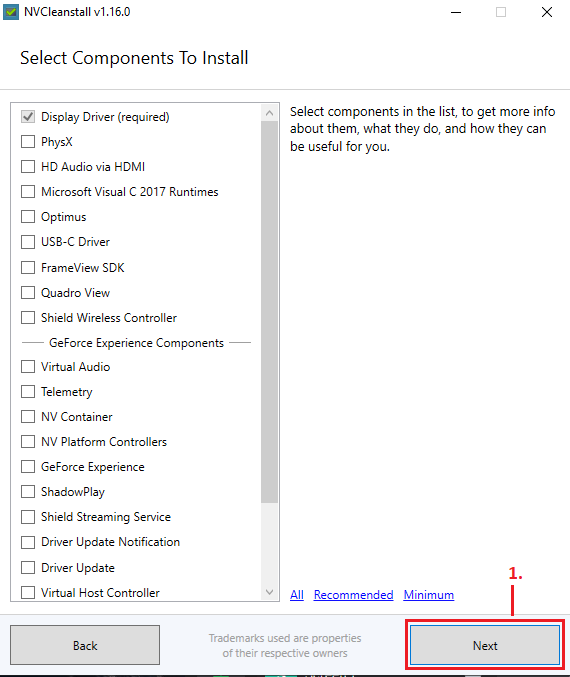 NVCleanstall v1.16.0
Select Components To Install
Display Driver (required)
PhysX
HD Audio via HDMI
Microsoft Visual C 2017 Runtimes
Optimus
USB-C Driver
FrameView SDK
Quadro View
Shield Wireless Controller
GeForce Experience Components
Virtual Audio
Telemetry
NV Container
NV Platform Controllers
GeForce Experience
ShadowPlay
Shield Streaming Service
Driver Update Notification
Driver Update
Virtual Host Controller
Select components in the list, to get more info
about them, what they do, and how they can
be useful for you.
All Recommended Minimum
1.
Back
Trademarks used are properties
of their respective owners
Next